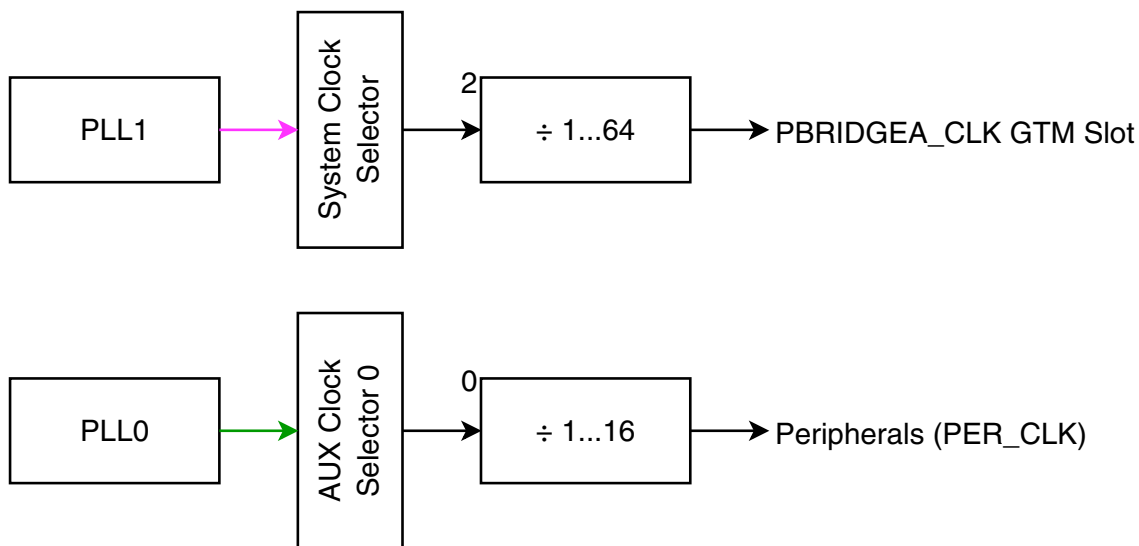 PLL1
System Clock
Selector
2
÷ 1...64
PBRIDGEA_CLK GTM Slot
PLL0
AUX Clock
Selector 0
0
÷ 1...16
Peripherals (PER_CLK)